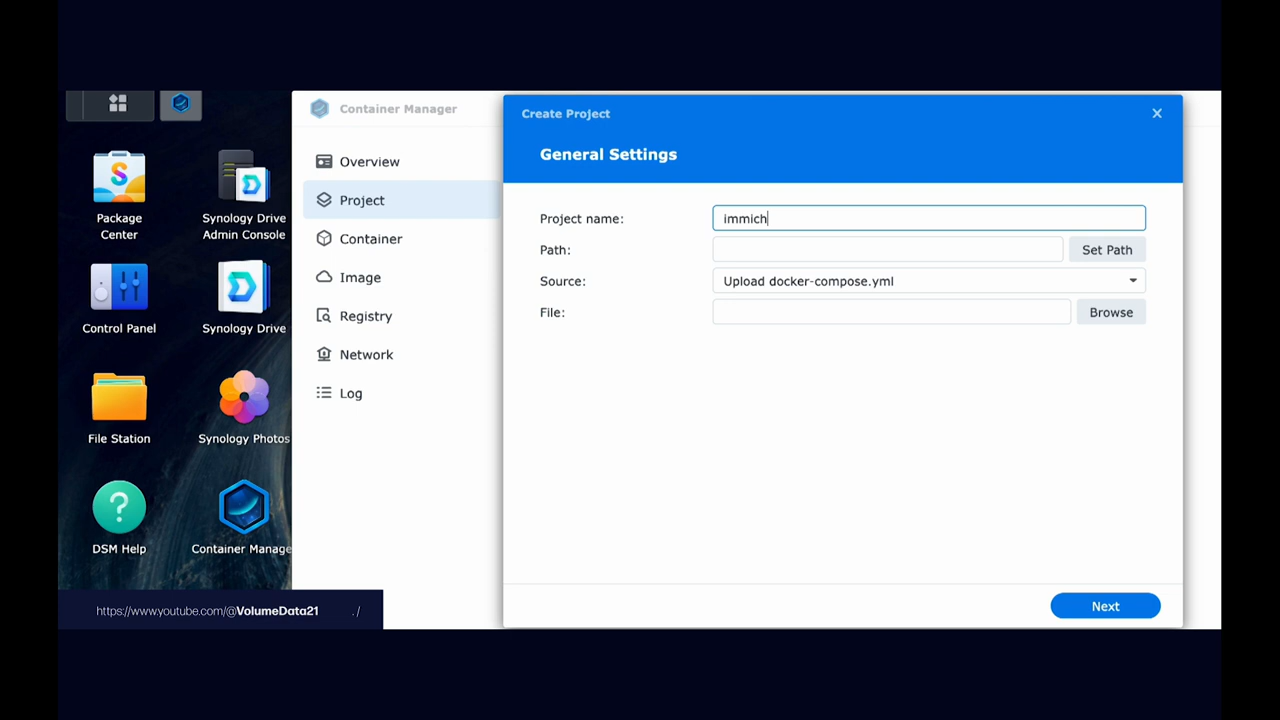 Package
Center
Synology Drive
Admin Console
Control Panel
Synology Drive
File Station
Synology Photos
DSM Help
Container Manage
https://www.youtube.com/@VolumeData21 . /
Container Manager
Overview
Project
Container
Image
Registry
Network
Log
Create Project
General Settings
Project name: immich
Path: Set Path
Source: Upload docker-compose.yml
File: Browse
Next